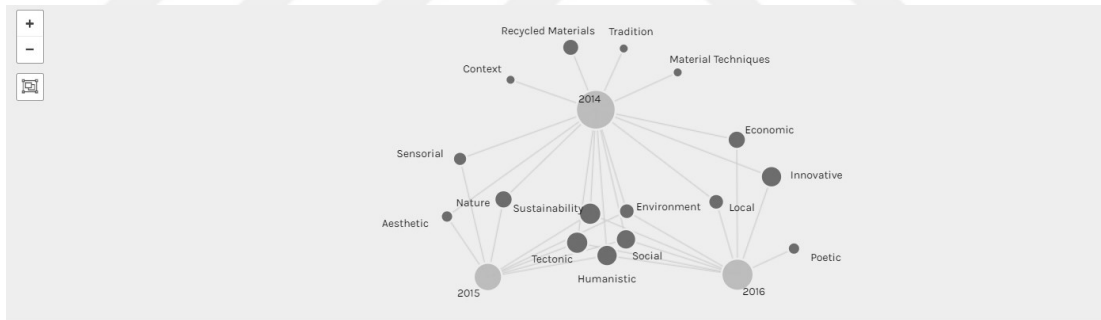 +
−
Recycled Materials
Tradition
Material Techniques
Context
2014
Economic
Sensorial
Innovative
Nature
Sustainability
Environment
Local
Aesthetic
Tectonic
Social
Poetic
Humanistic
2015
2016